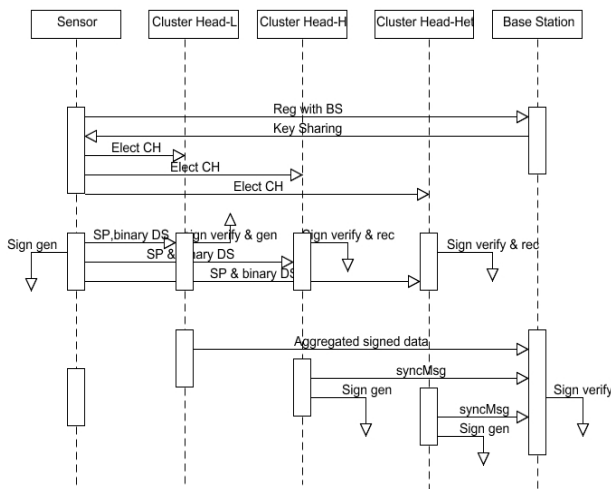 Sensor
Cluster Head-L
Cluster Head-H
Cluster Head-Het
Base Station
Reg with BS
Key Sharing
Elect CH
Elect CH
Elect CH
Sign gen
SP,binary DS
Sign verify & gen
Sign verify & rec
Sign verify & rec
SP & binary DS
SP & binary DS
Aggregated signed data
syncMsg
Sign gen
Sign verify
syncMsg
Sign gen